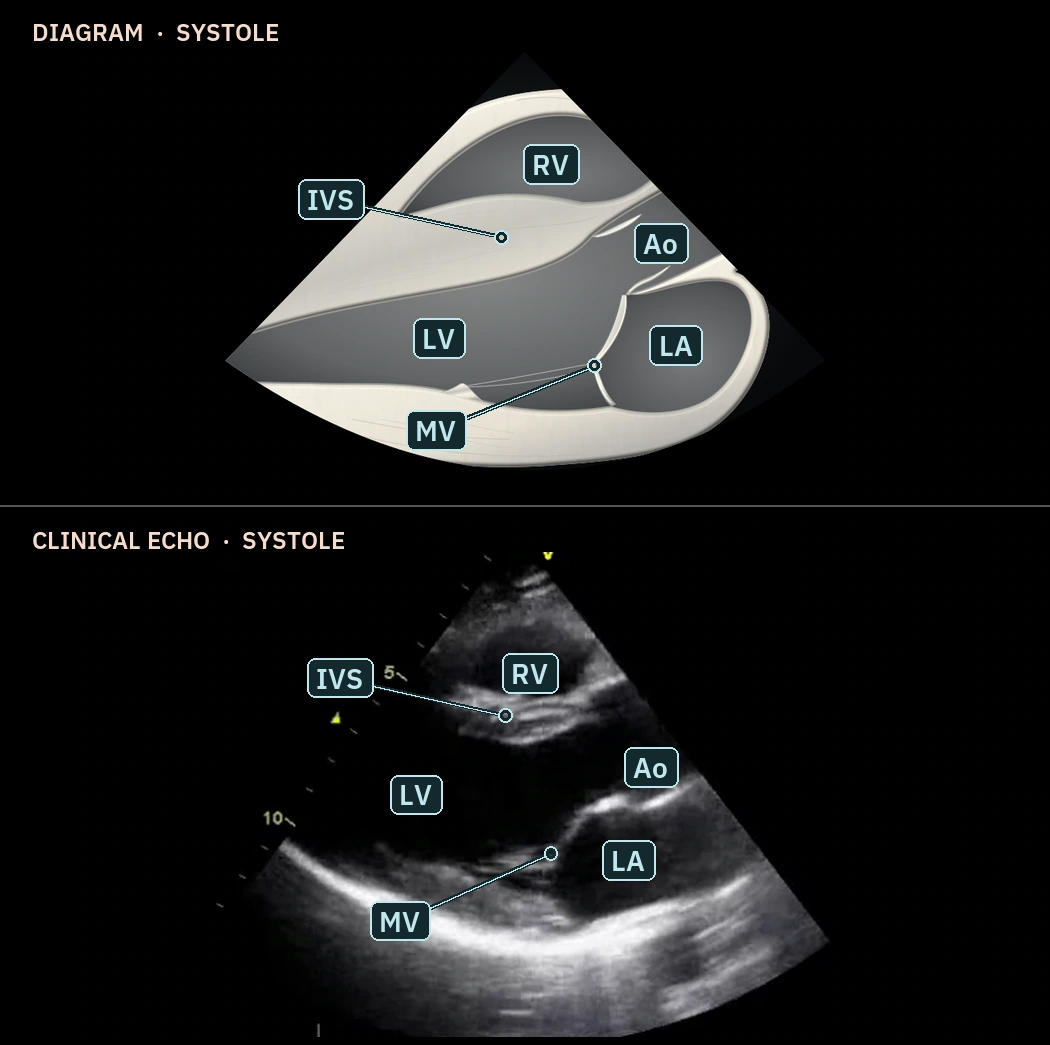 DIAGRAM · SYSTOLE
RV
IVS
Ao
LV
LA
MV
CLINICAL ECHO · SYSTOLE
V
5
IVS
RV
Ao
LV
10
LA
MV